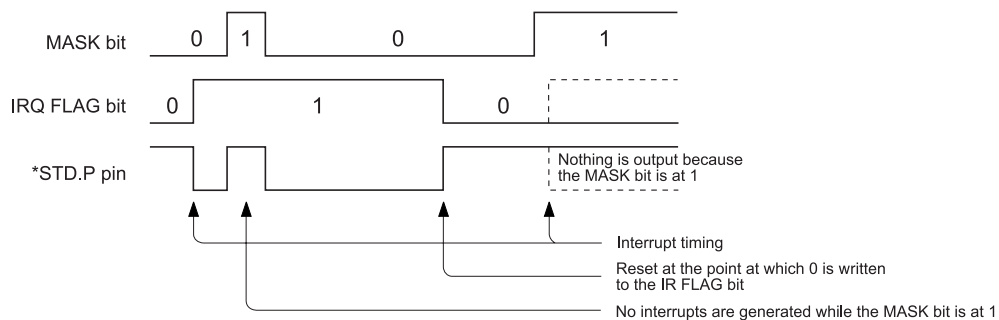 MASK bit 0 1 0 1
IRQ FLAG bit 0 1 0
*STD.P pin
Nothing is output because
the MASK bit is at 1
Interrupt timing
Reset at the point at which 0 is written
to the IR FLAG bit
No interrupts are generated while the MASK bit is at 1